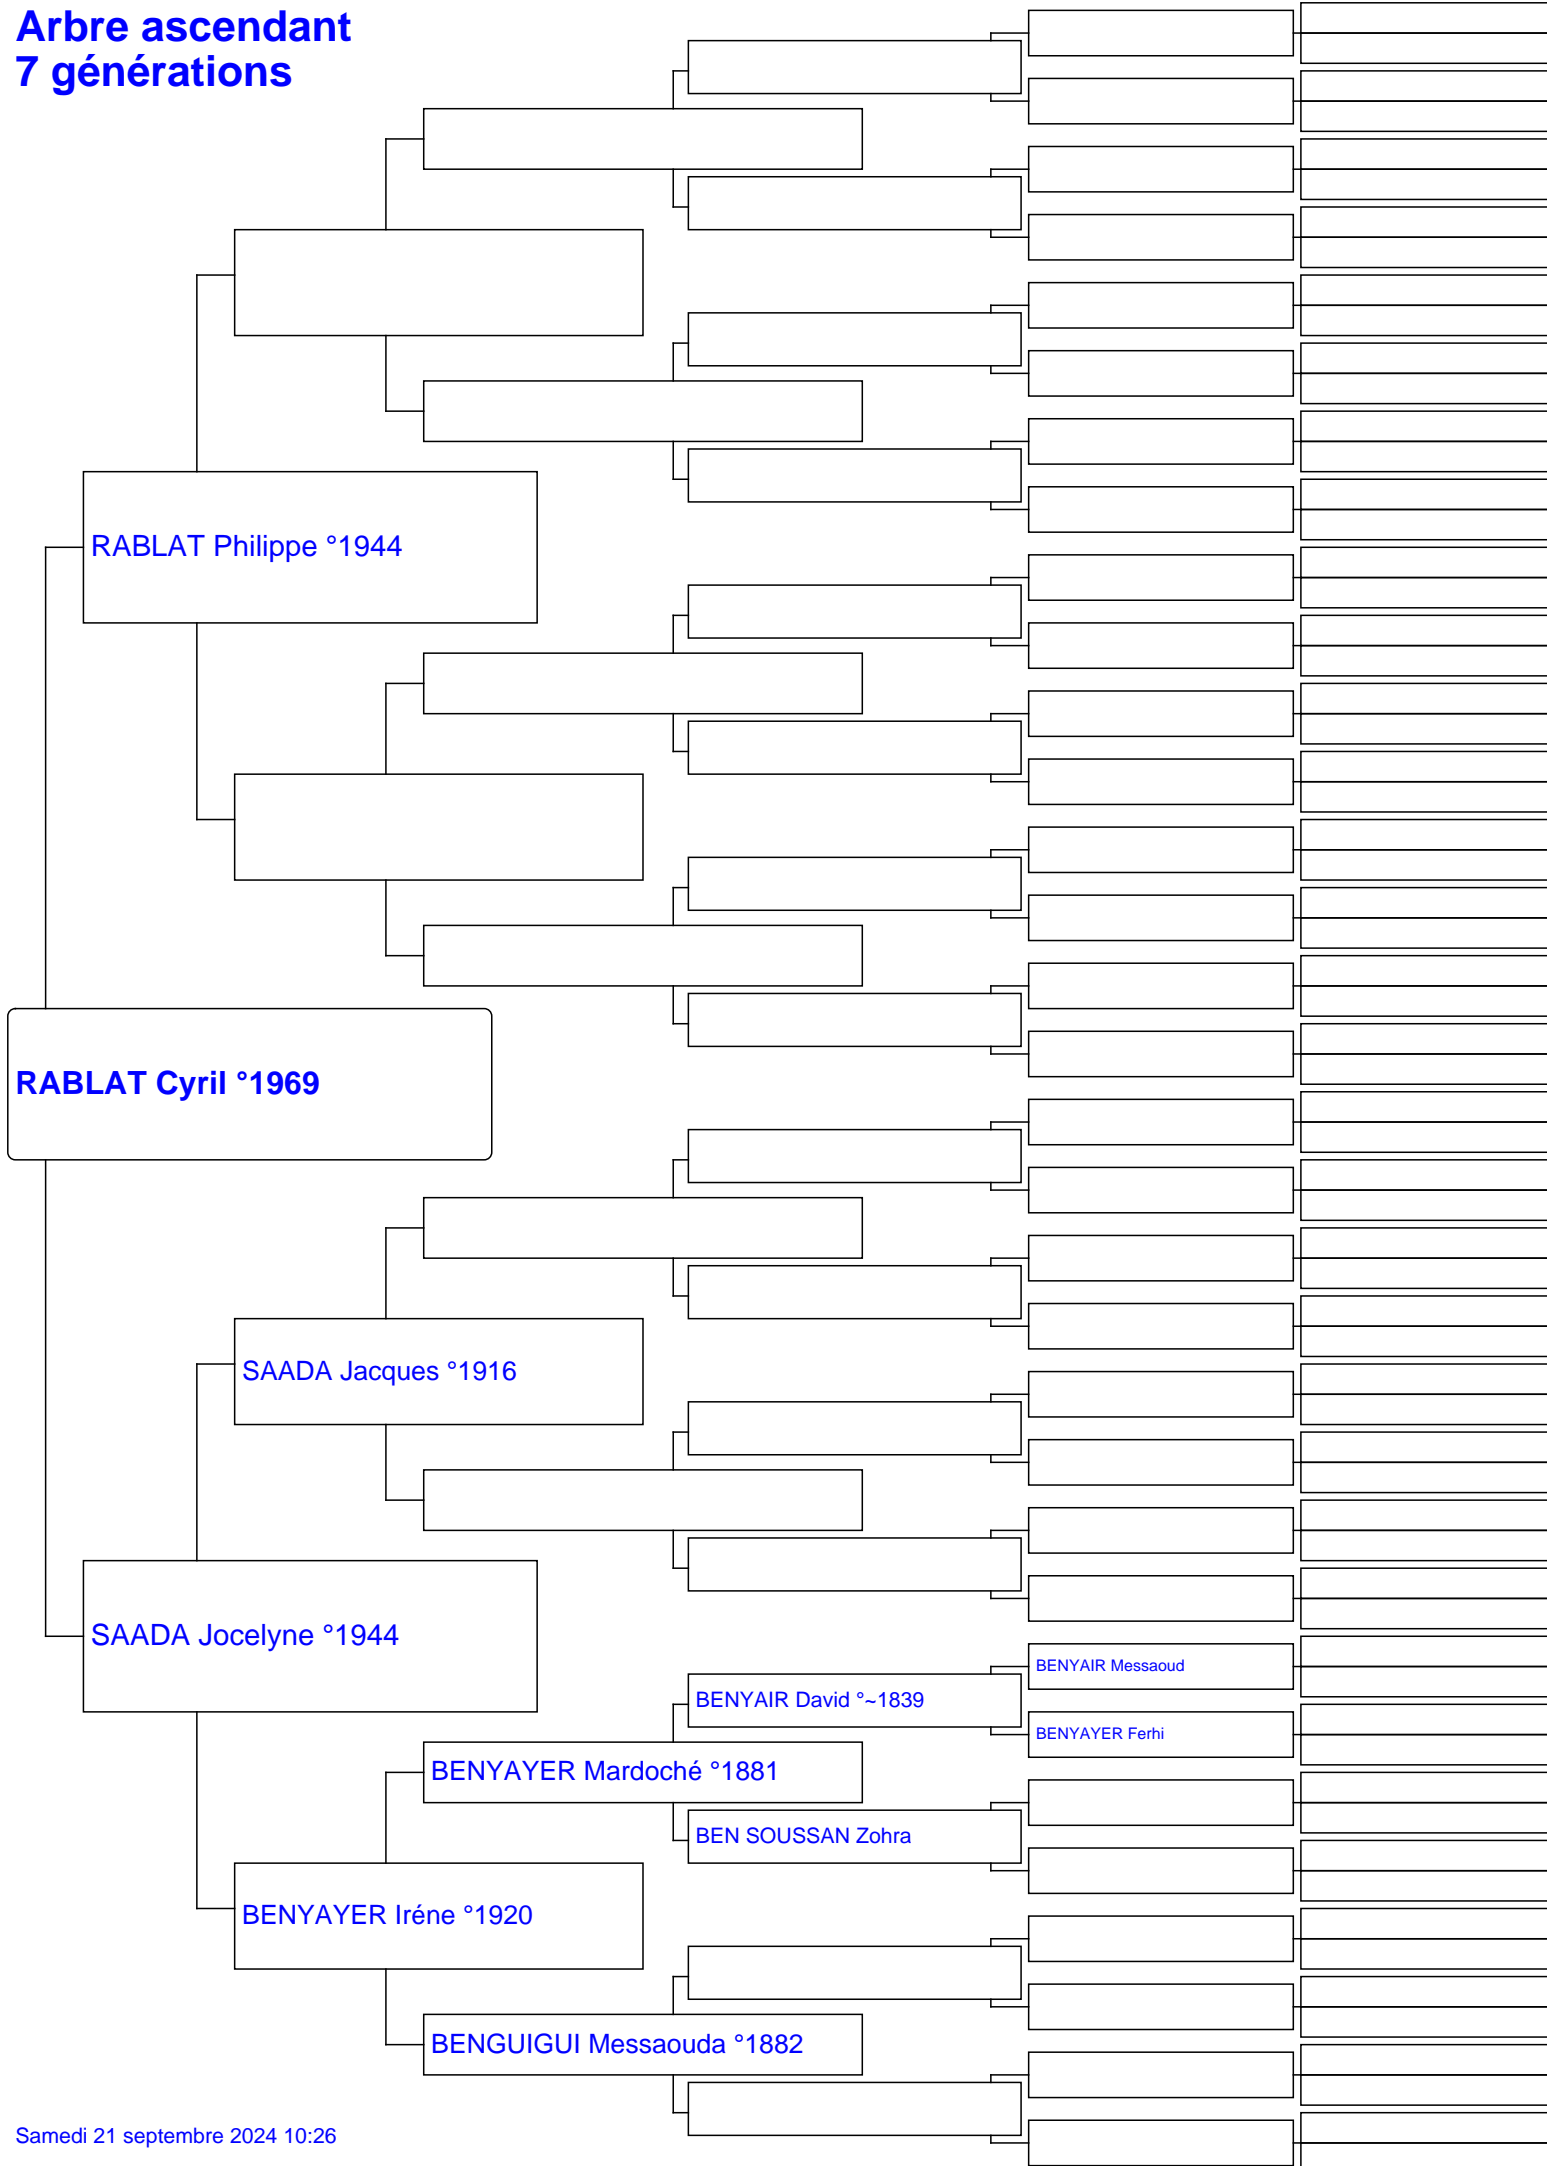 Arbre ascendant
7 générations
RABLAT Philippe °1944
RABLAT Cyril °1969
SAADA Jacques °1916
SAADA Jocelyne °1944
BENYAIR Messaoud
BENYAIR David °~1839
BENYAYER Ferhi
BENYAYER Mardoché °1881
BEN SOUSSAN Zohra
BENYAYER Iréne °1920
BENGUIGUI Messaouda °1882
Samedi 21 septembre 2024 10:26